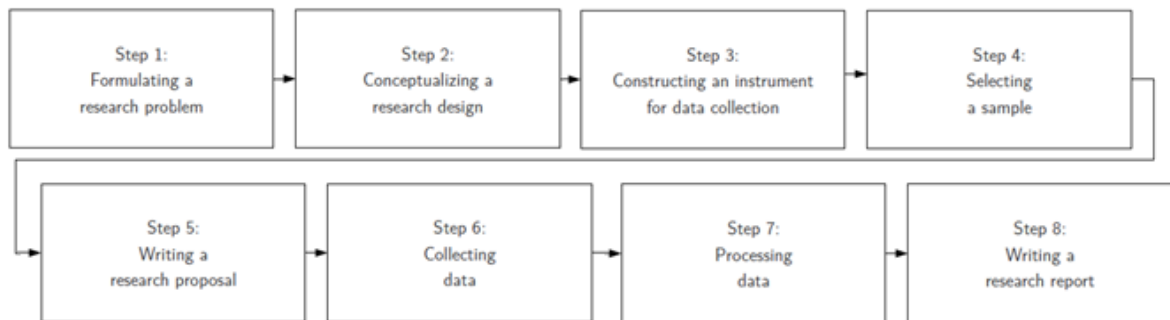 Step 1:
Formulating a
research problem
Step 2:
Conceptualizing a
research design
Step 3:
Constructing an instrument
for data collection
Step 4:
Selecting
a sample
Step 5:
Writing a
research proposal
Step 6:
Collecting
data
Step 7:
Processing
data
Step 8:
Writing a
research report